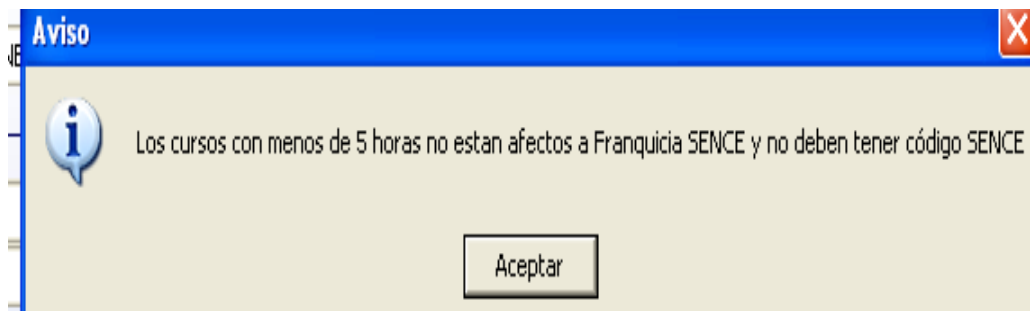 Aviso
NE
Los cursos con menos de 5 horas no estan afectos a Franquicia SENCE y no deben tener código SENCE
Aceptar